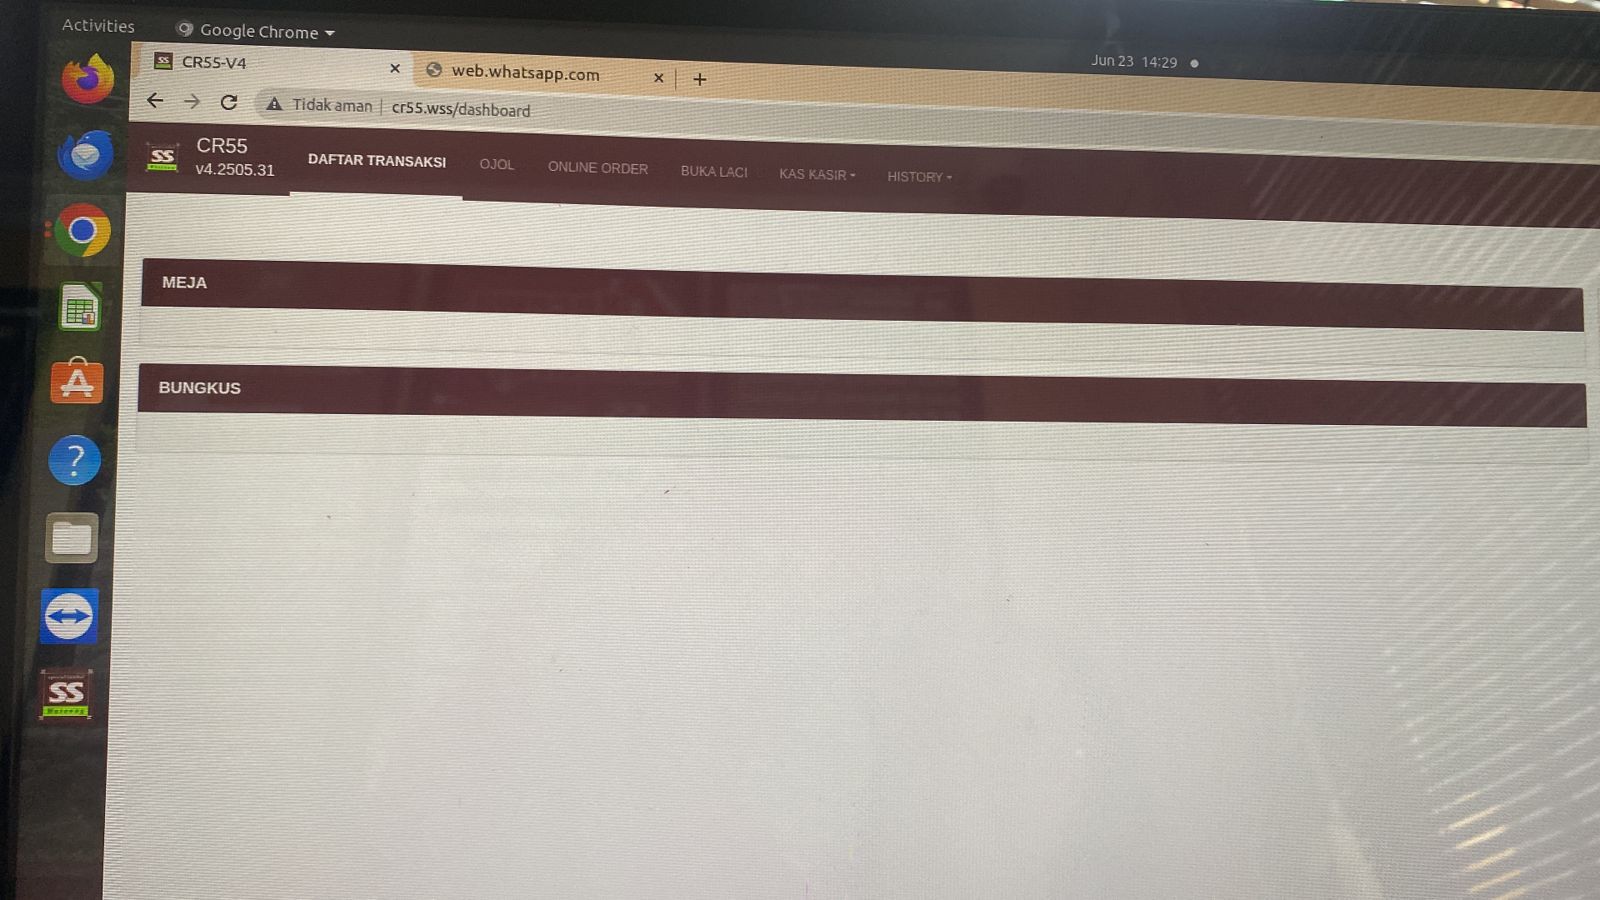 Activities
Google Chrome
Jun 23 14:29
CR55-V4
web.whatsapp.com
Tidak aman | cr55.wss/dashboard
SS
CR55
v4.2505.31
DAFTAR TRANSAKSI
OJOL
ONLINE ORDER
BUKA LACI
KAS KASIR
HISTORY
MEJA
BUNGKUS
?
SS